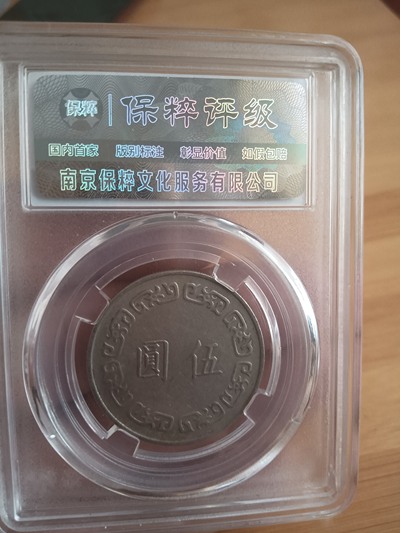 保粹 保粹评级
国内首家 版别标注 彰显价值 如假包赔
南京保粹文化服务有限公司
圓伍